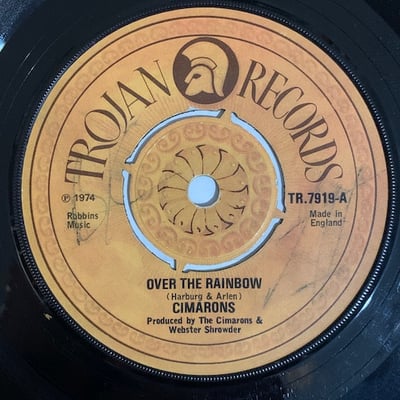 TROJAN RECORDS
℗ 1974
Robbins
Music
TR.7919-A
Made in
England
OVER THE RAINBOW
(Harburg & Arlen)
CIMARONS
Produced by The Cimarons &
Webster Shrowder